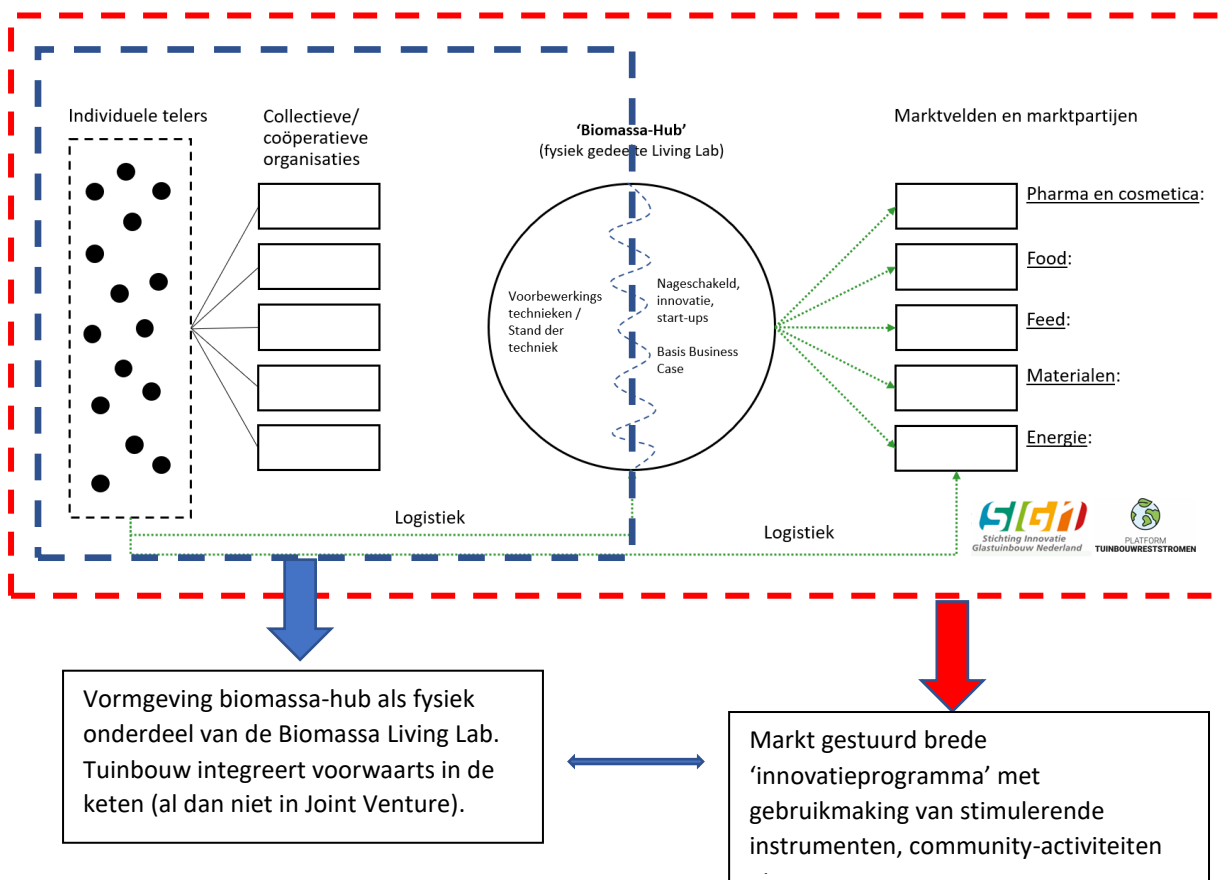 Individuele telers
Collectieve/
coöperatieve
organisaties
'Biomassa-Hub'
(fysiek gedeelte Living Lab)
Marktvelden en marktpartijen
Voorbewerkings
technieken /
Stand der
techniek
Nageschakeld,
innovatie,
start-ups
Basis Business
Case
Pharma en cosmetica:
Food:
Feed:
Materialen:
Energie:
Logistiek
Logistiek
SIGN
Stichting Innovatie
Glastuinbouw Nederland
PLATFORM
TUINBOUWRESTSTROMEN
Vormgeving biomassa-hub als fysiek
onderdeel van de Biomassa Living Lab.
Tuinbouw integreert voorwaarts in de
keten (al dan niet in Joint Venture).
Markt gestuurd brede
‘innovatieprogramma’ met
gebruikmaking van stimulerende
instrumenten, community-activiteiten